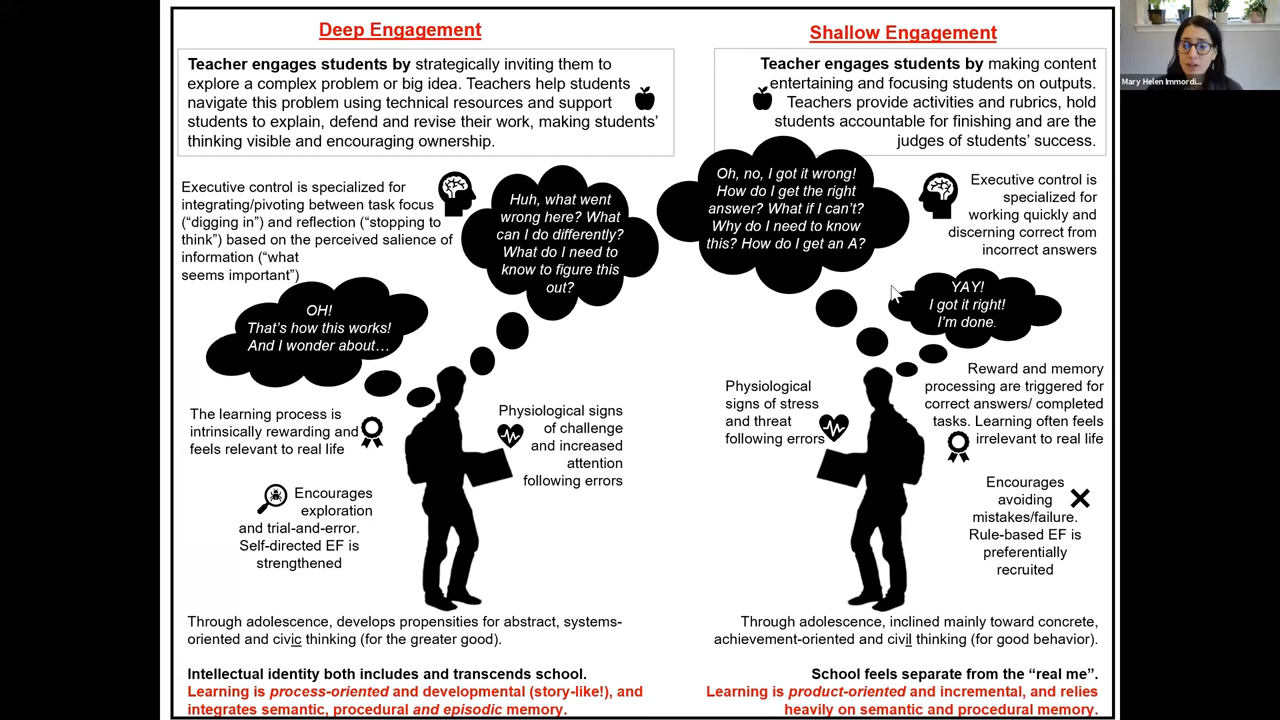 Deep Engagement
Teacher engages students by strategically inviting them to
explore a complex problem or big idea. Teachers help students
navigate this problem using technical resources and support
students to explain, defend and revise their work, making students’
thinking visible and encouraging ownership.
Executive control is specialized for
integrating/pivoting between task focus
(“digging in”) and reflection (“stopping to
think”) based on the perceived salience of
information (“what
seems important”)
Huh, what went
wrong here? What
can I do differently?
What do I need to
know to figure this
out?
OH!
That’s how this works!
And I wonder about…
The learning process is
intrinsically rewarding and
feels relevant to real life
Physiological signs
of challenge
and increased
attention
following errors
Encourages
exploration
and trial-and-error.
Self-directed EF is
strengthened
Through adolescence, develops propensities for abstract, systems-
oriented and civic thinking (for the greater good).
Intellectual identity both includes and transcends school.
Learning is process-oriented and developmental (story-like!), and
integrates semantic, procedural and episodic memory.
Shallow Engagement
Teacher engages students by making content
entertaining and focusing students on outputs.
Teachers provide activities and rubrics, hold
students accountable for finishing and are the
judges of students’ success.
Oh, no, I got it wrong!
How do I get the right
answer? What if I can’t?
Why do I need to know
this? How do I get an A?
Executive control is
specialized for
working quickly and
discerning correct from
incorrect answers
YAY!
I got it right!
I’m done.
Physiological
signs of stress
and threat
following errors
Reward and memory
processing are triggered for
correct answers/ completed
tasks. Learning often feels
irrelevant to real life
Encourages
avoiding
mistakes/failure.
Rule-based EF is
preferentially
recruited
Through adolescence, inclined mainly toward concrete,
achievement-oriented and civil thinking (for good behavior).
School feels separate from the “real me”.
Learning is product-oriented and incremental, and relies
heavily on semantic and procedural memory.
Mary Helen Immordi...